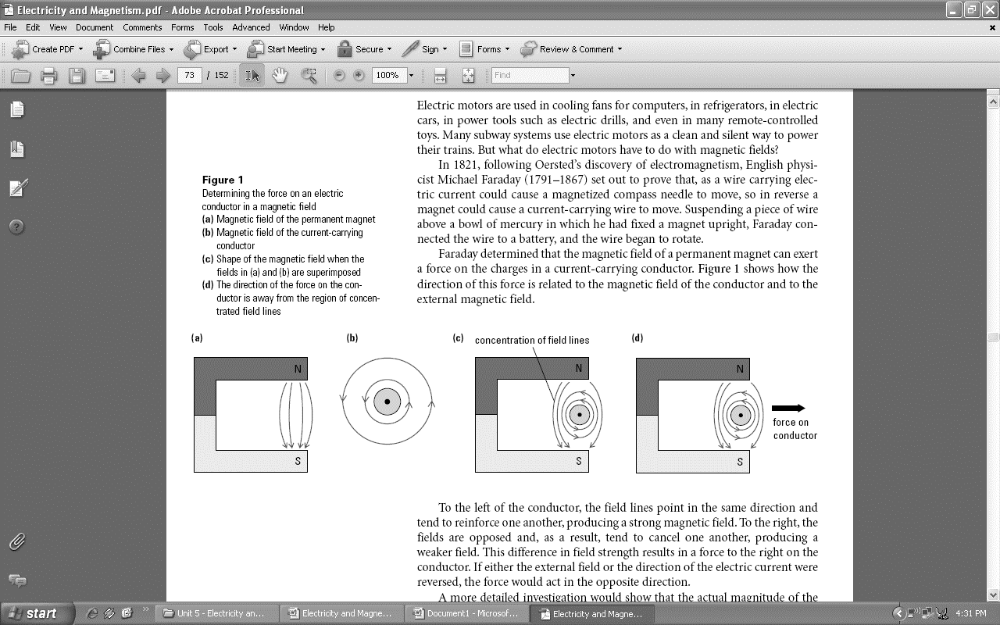 Electricity and Magnetism.pdf - Adobe Acrobat Professional
File Edit View Document Comments Forms Tools Advanced Window Help
Create PDF Combine Files Export Start Meeting Secure Sign Forms Review & Comment
73 / 152 100% Find
Electric motors are used in cooling fans for computers, in refrigerators, in electric
cars, in power tools such as electric drills, and even in many remote-controlled
toys. Many subway systems use electric motors as a clean and silent way to power
their trains. But what do electric motors have to do with magnetic fields?
In 1821, following Oersted's discovery of electromagnetism, English physi-
cist Michael Faraday (1791–1867) set out to prove that, as a wire carrying elec-
tric current could cause a magnetized compass needle to move, so in reverse a
magnet could cause a current-carrying wire to move. Suspending a piece of wire
above a bowl of mercury in which he had fixed a magnet upright, Faraday con-
nected the wire to a battery, and the wire began to rotate.
Faraday determined that the magnetic field of a permanent magnet can exert
a force on the charges in a current-carrying conductor. Figure 1 shows how the
direction of this force is related to the magnetic field of the conductor and to the
external magnetic field.
Figure 1
Determining the force on an electric
conductor in a magnetic field
(a) Magnetic field of the permanent magnet
(b) Magnetic field of the current-carrying
conductor
(c) Shape of the magnetic field when the
fields in (a) and (b) are superimposed
(d) The direction of the force on the con-
ductor is away from the region of concen-
trated field lines
(a) (b) (c) concentration of field lines (d)
N N N
force on
conductor
S S S
To the left of the conductor, the field lines point in the same direction and
tend to reinforce one another, producing a strong magnetic field. To the right, the
fields are opposed and, as a result, tend to cancel one another, producing a
weaker field. This difference in field strength results in a force to the right on the
conductor. If either the external field or the direction of the electric current were
reversed, the force would act in the opposite direction.
A more detailed investigation would show that the actual magnitude of the
start Unit 5 - Electricity an... Electricity and Magne... Document1 - Microsof... Electricity and Magne... 4:31 PM